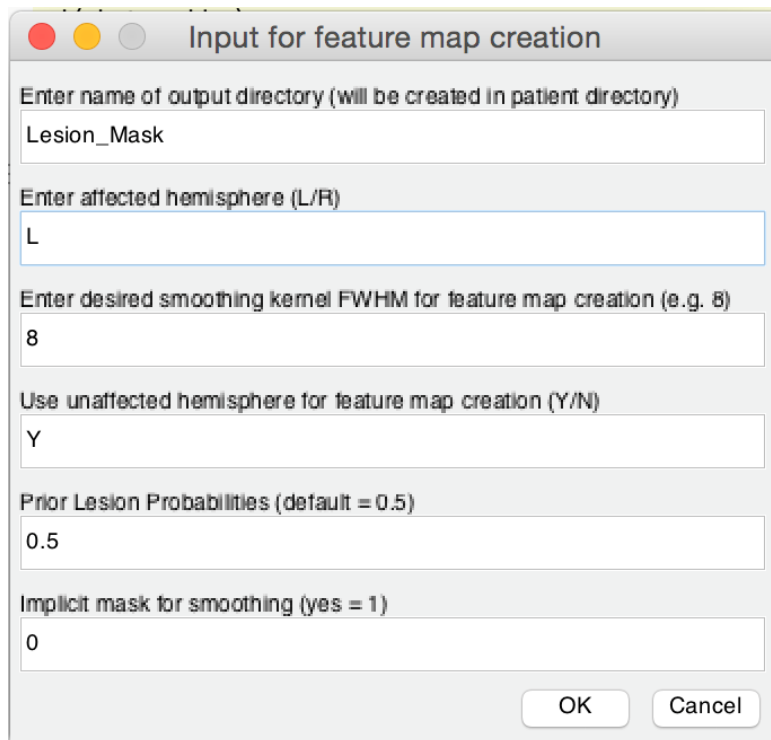 Input for feature map creation
Enter name of output directory (will be created in patient directory)
Lesion_Mask
Enter affected hemisphere (L/R)
L
Enter desired smoothing kernel FWHM for feature map creation (e.g. 8)
8
Use unaffected hemisphere for feature map creation (Y/N)
Y
Prior Lesion Probabilities (default = 0.5)
0.5
Implicit mask for smoothing (yes = 1)
0
OK Cancel